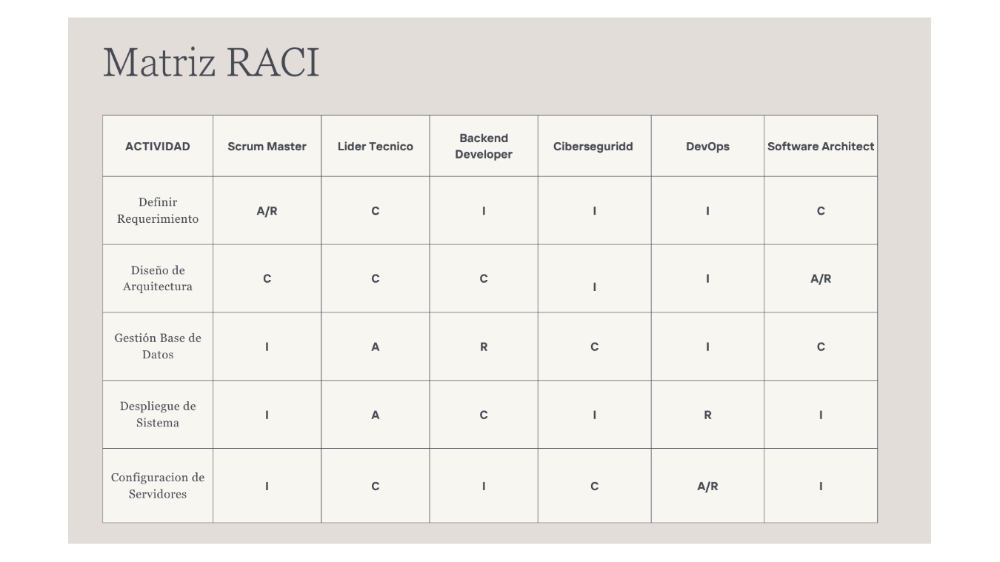 Matriz RACI
ACTIVIDAD Scrum Master Lider Tecnico Backend Developer Ciberseguridd DevOps Software Architect
Definir Requerimiento A/R C I I I C
Diseño de Arquitectura C C C I I A/R
Gestión Base de Datos I A R C I C
Despliegue de Sistema I A C I R I
Configuracion de Servidores I C I C A/R I